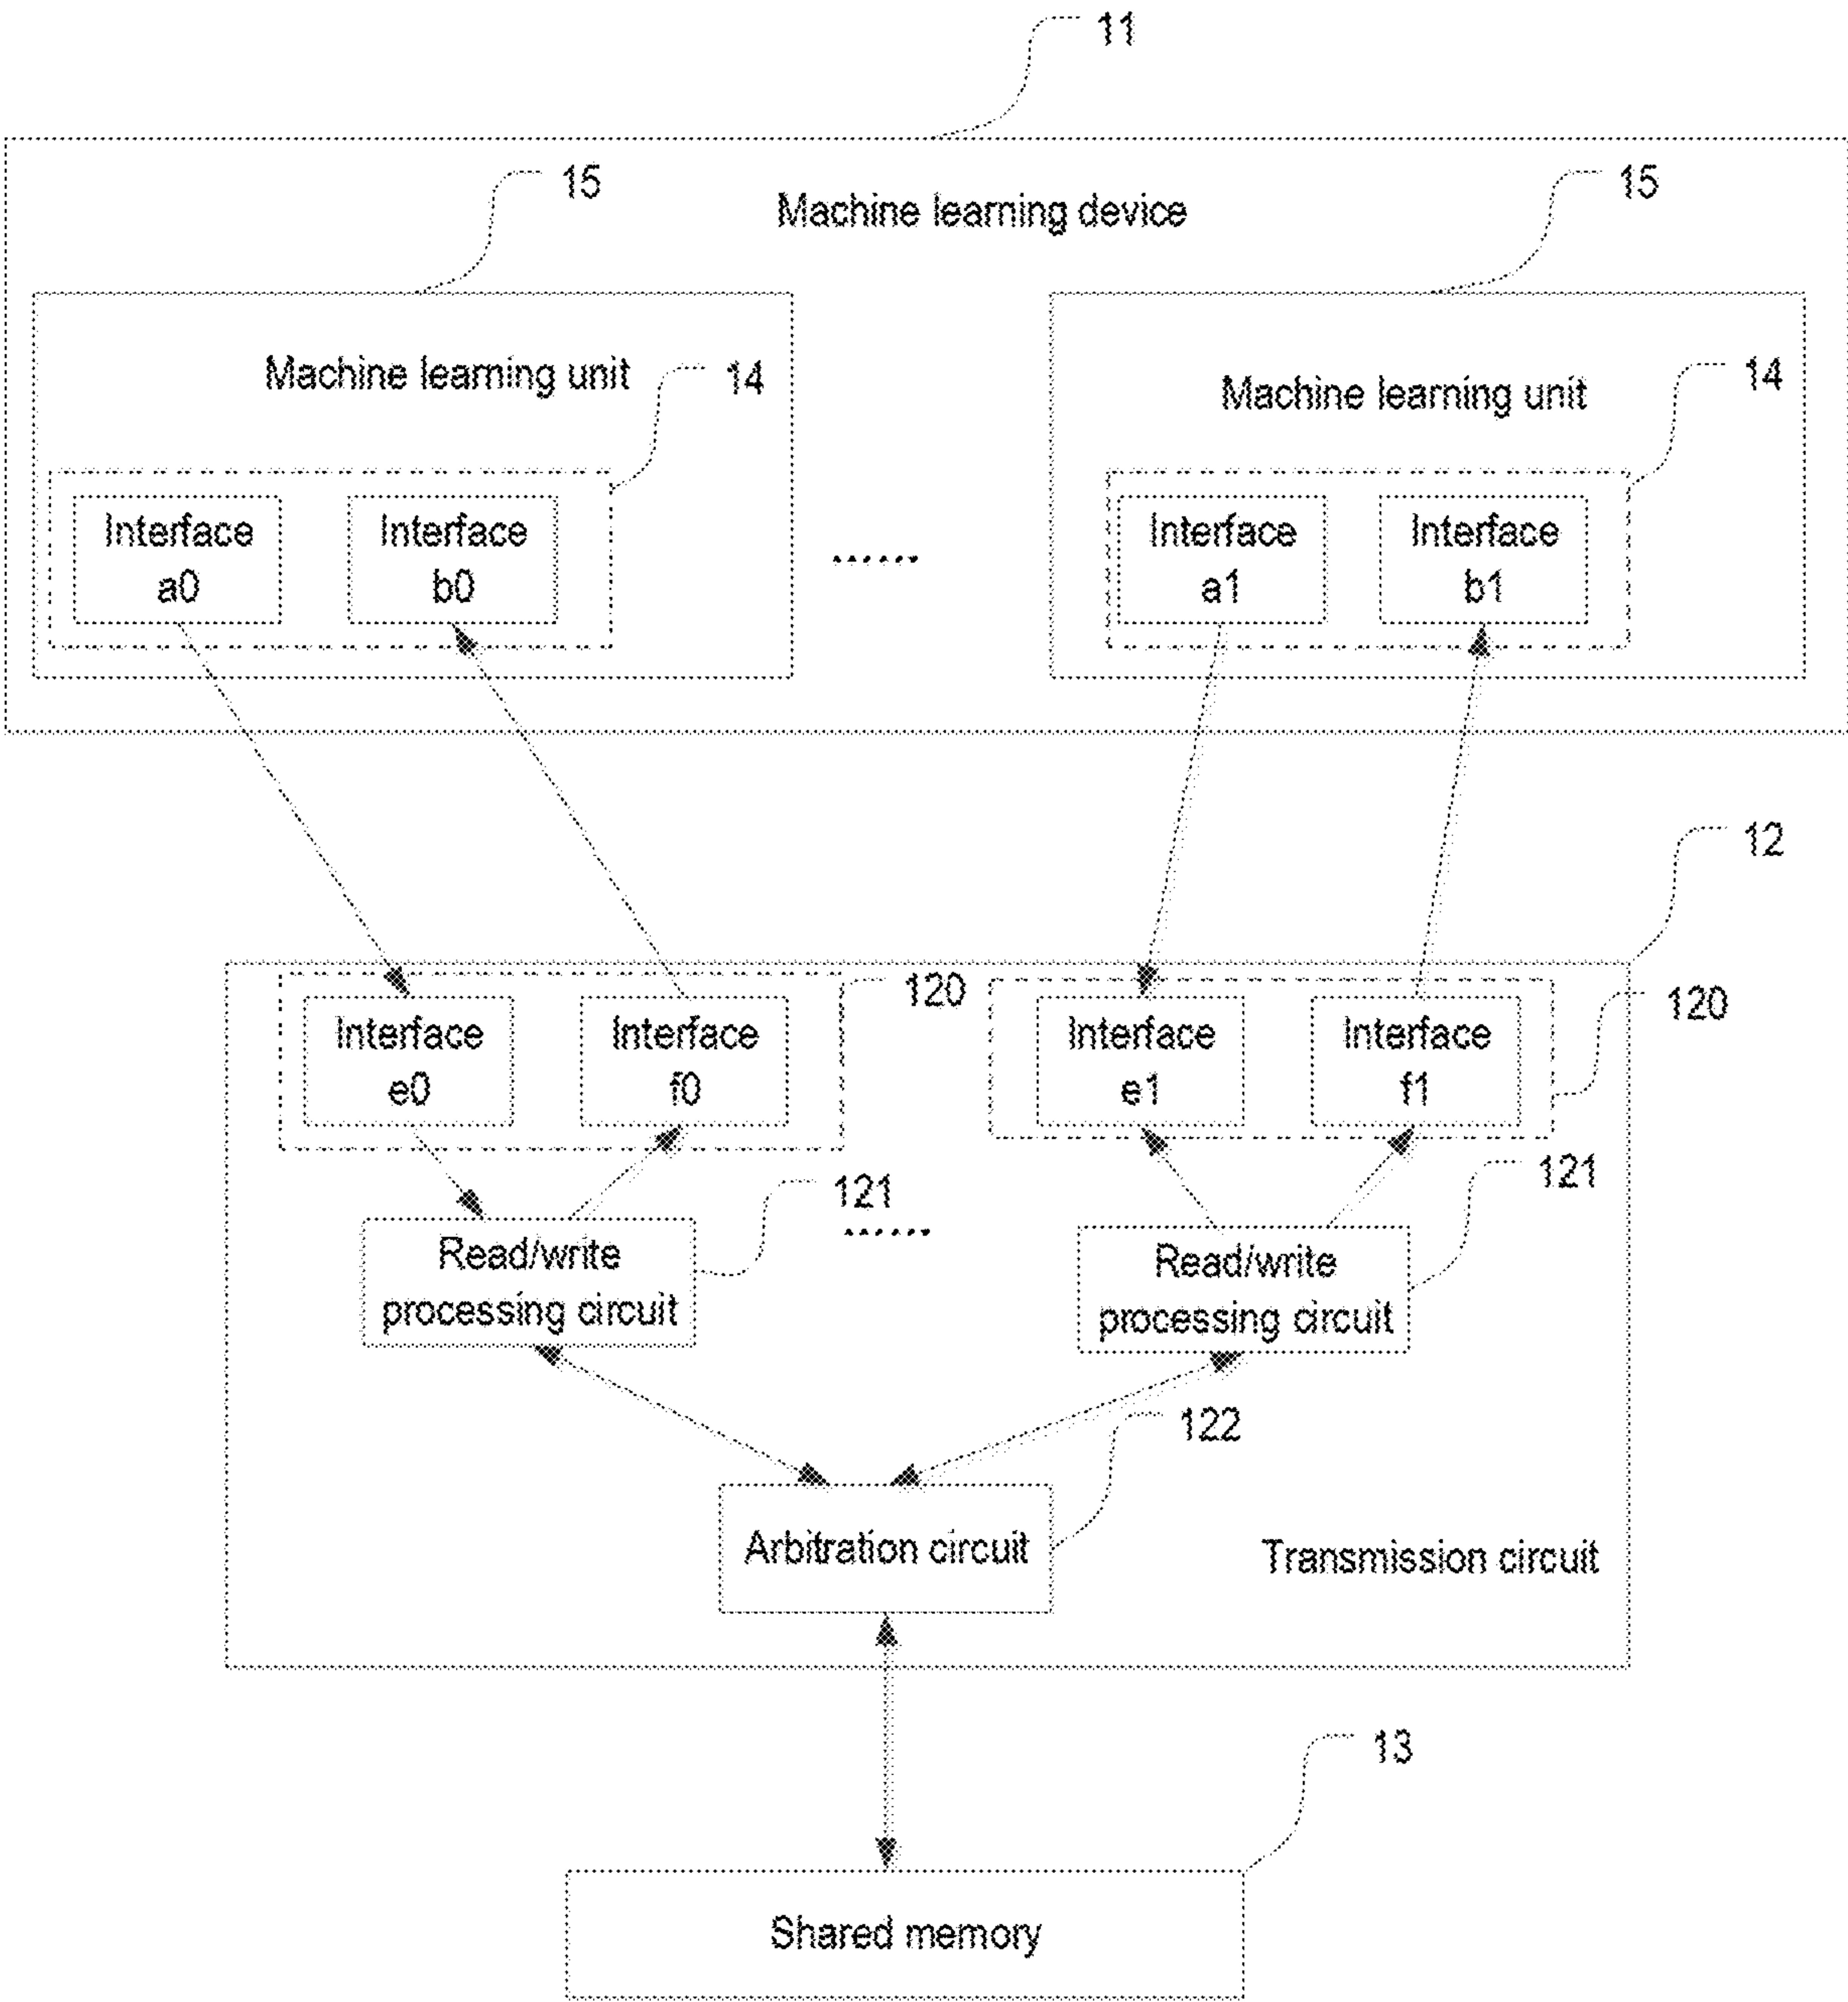 11
15
Machine learning device
15
Machine learning unit
14
Machine learning unit
14
Interface
a0
Interface
b0
......
Interface
a1
Interface
b1
12
120
120
Interface
e0
Interface
f0
Interface
e1
Interface
f1
121
121
......
Read/write
processing circuit
Read/write
processing circuit
122
Arbitration circuit
Transmission circuit
13
Shared memory